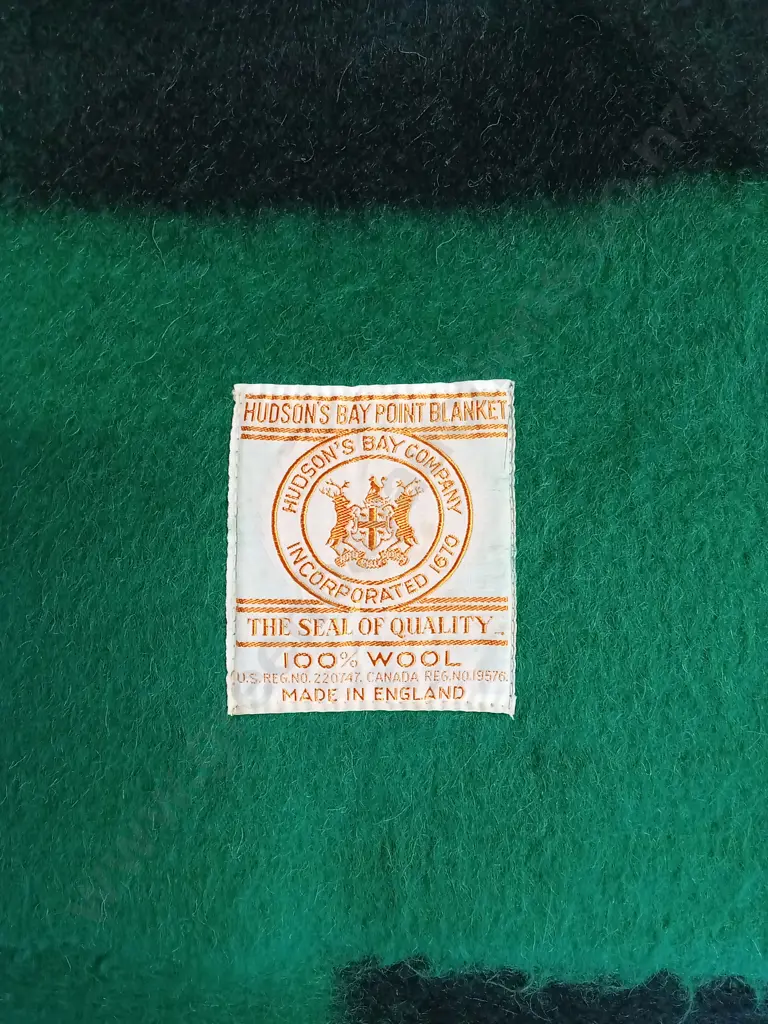 HUDSON'S BAY POINT BLANKET
HUDSON'S BAY COMPANY
INCORPORATED 1670
THE SEAL OF QUALITY
100% WOOL
U.S. REG. NO. 220747. CANADA REG. NO. 19576.
MADE IN ENGLAND